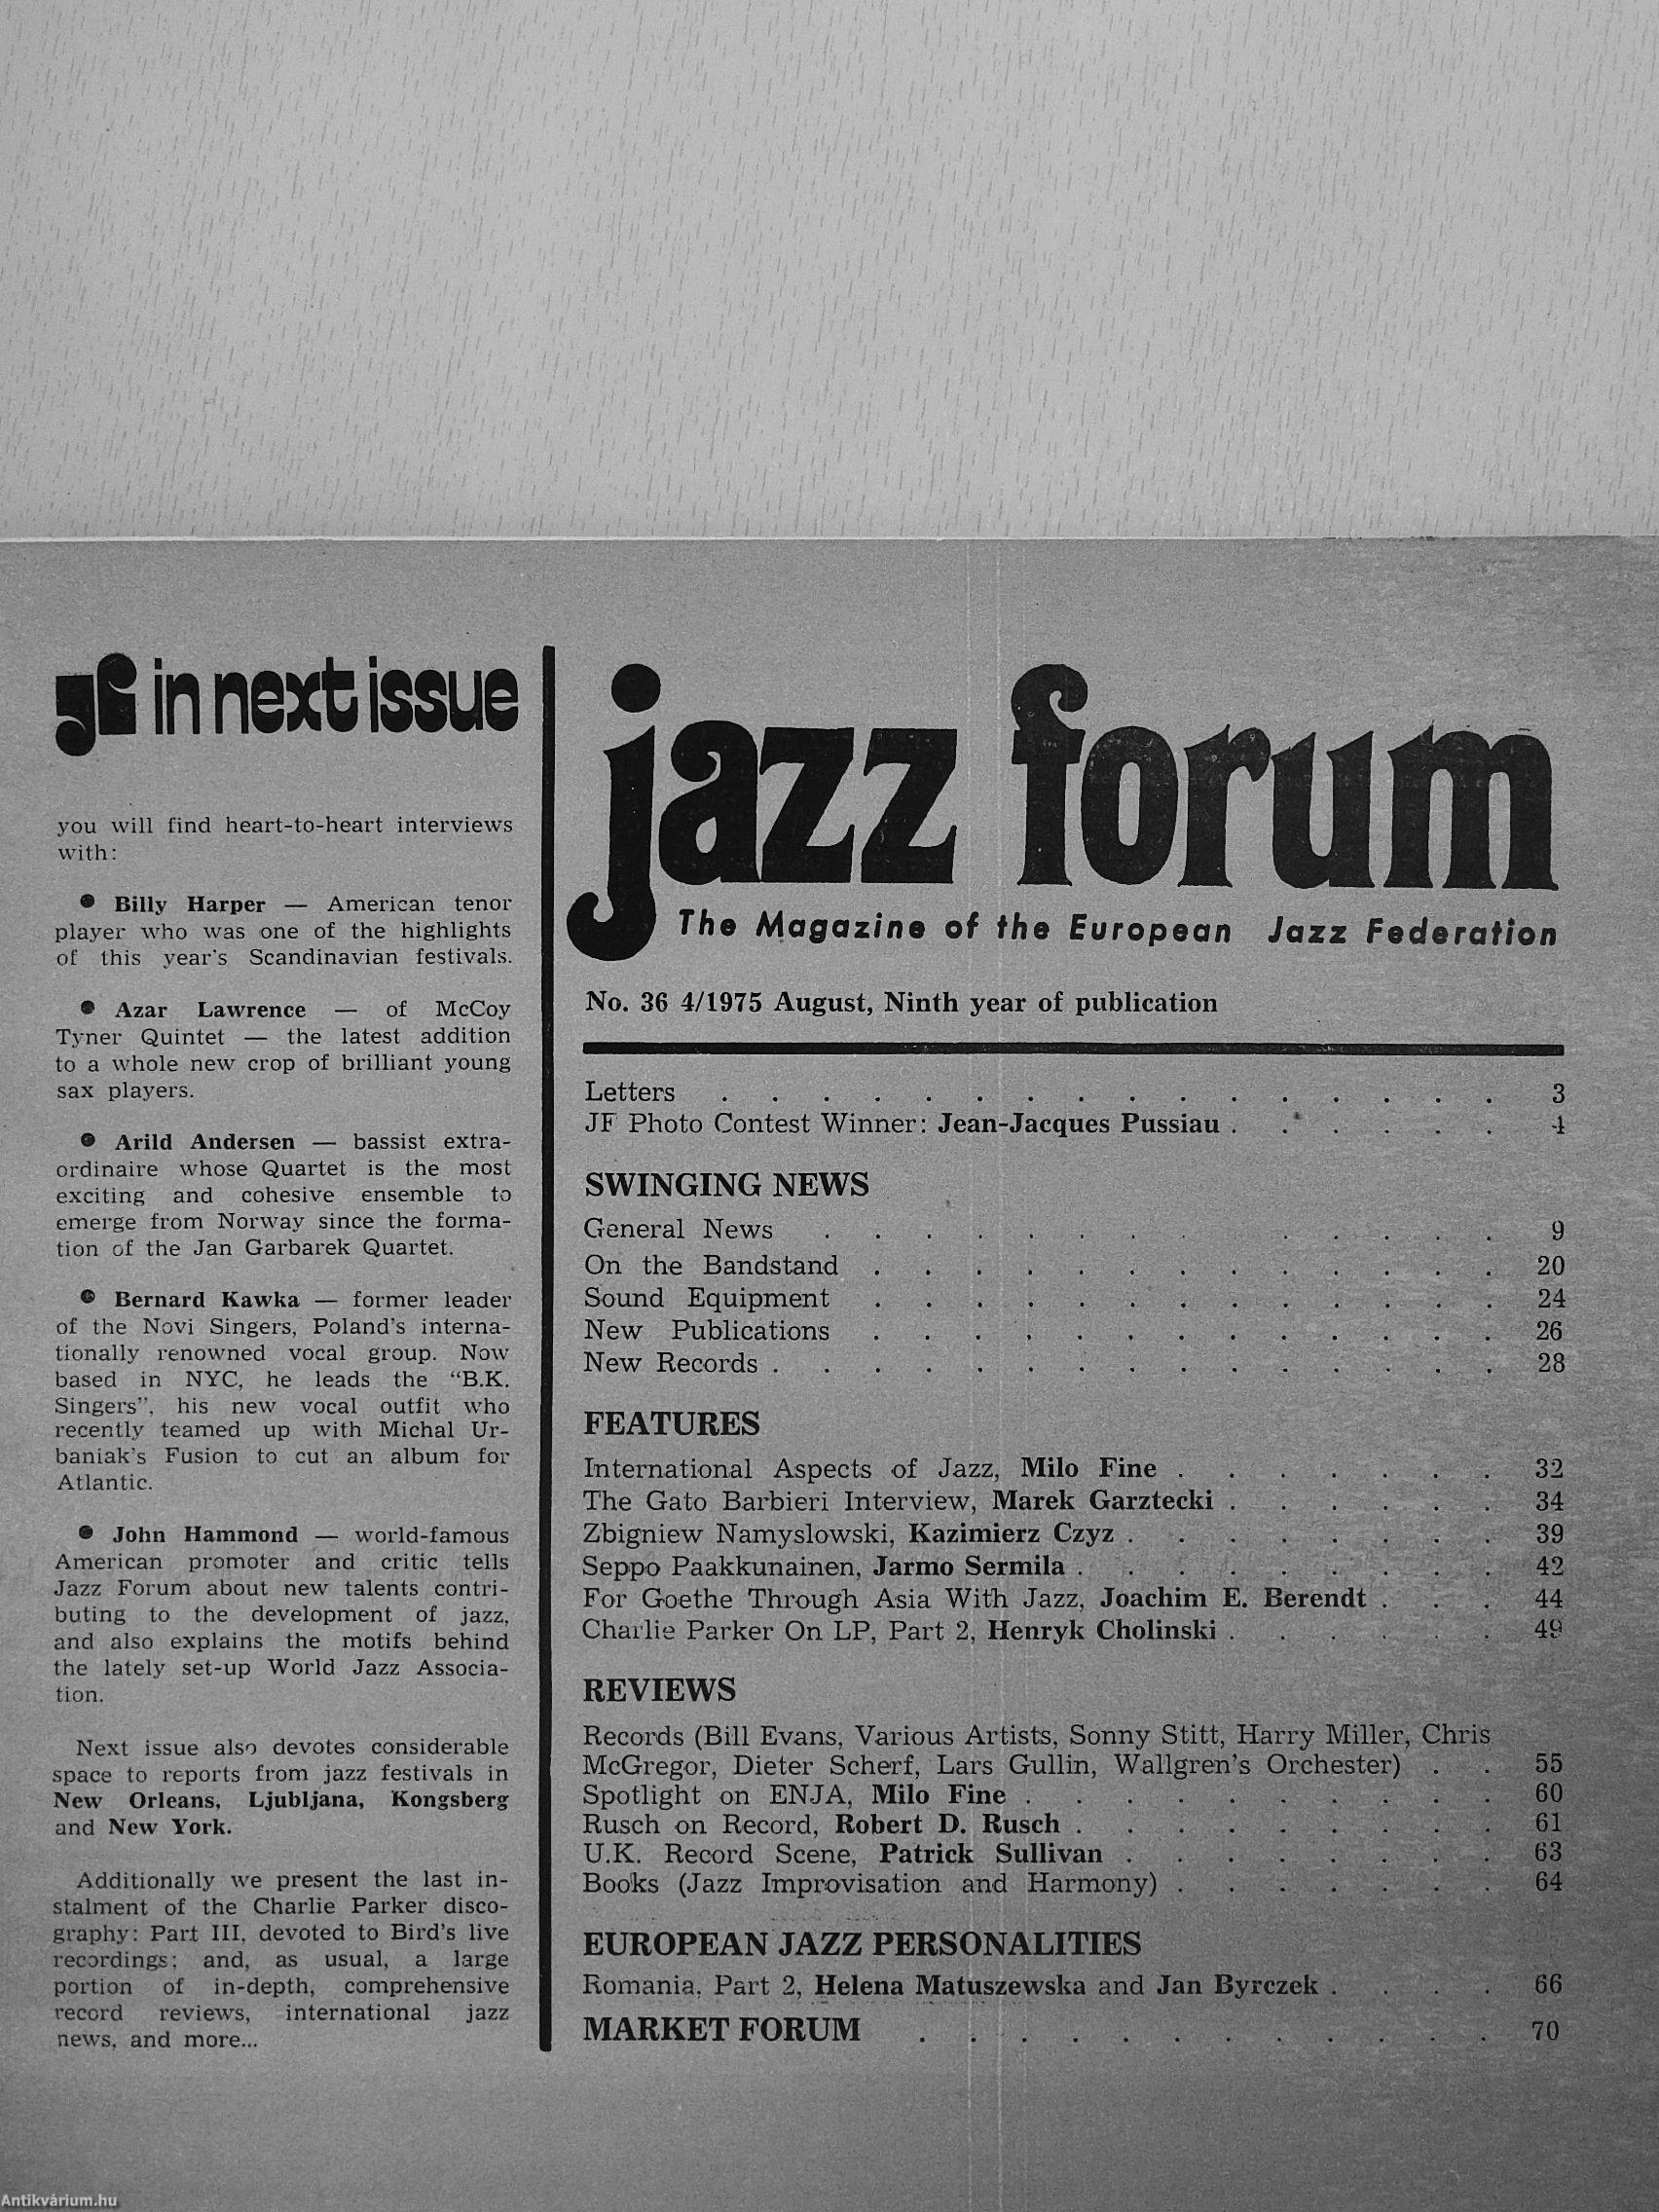 jf in next issue
you will find heart-to-heart interviews
with:
● Billy Harper — American tenor
player who was one of the highlights
of this year's Scandinavian festivals.
● Azar Lawrence — of McCoy
Tyner Quintet — the latest addition
to a whole new crop of brilliant young
sax players.
● Arild Andersen — bassist extra-
ordinaire whose Quartet is the most
exciting and cohesive ensemble to
emerge from Norway since the forma-
tion of the Jan Garbarek Quartet.
● Bernard Kawka — former leader
of the Novi Singers, Poland's interna-
tionally renowned vocal group. Now
based in NYC, he leads the "B.K.
Singers", his new vocal outfit who
recently teamed up with Michal Ur-
baniak's Fusion to cut an album for
Atlantic.
● John Hammond — world-famous
American promoter and critic tells
Jazz Forum about new talents contri-
buting to the development of jazz,
and also explains the motifs behind
the lately set-up World Jazz Associa-
tion.
Next issue also devotes considerable
space to reports from jazz festivals in
New Orleans, Ljubljana, Kongsberg
and New York.
Additionally we present the last in-
stalment of the Charlie Parker disco-
graphy: Part III, devoted to Bird's live
recordings; and, as usual, a large
portion of in-depth, comprehensive
record reviews, international jazz
news, and more...
jazz forum
The Magazine of the European Jazz Federation
No. 36 4/1975 August, Ninth year of publication
Letters . . . . . . . . . . . . . . . . 3
JF Photo Contest Winner: Jean-Jacques Pussiau . . . . . . 4
SWINGING NEWS
General News . . . . . . . . . . . . . 9
On the Bandstand . . . . . . . . . . . . . 20
Sound Equipment . . . . . . . . . . . . . 24
New Publications . . . . . . . . . . . . . 26
New Records . . . . . . . . . . . . . . . 28
FEATURES
International Aspects of Jazz, Milo Fine . . . . . . . 32
The Gato Barbieri Interview, Marek Garztecki . . . . . . 34
Zbigniew Namyslowski, Kazimierz Czyz . . . . . . . . 39
Seppo Paakkunainen, Jarmo Sermila . . . . . . . . . 42
For Goethe Through Asia With Jazz, Joachim E. Berendt . . . 44
Charlie Parker On LP, Part 2, Henryk Cholinski . . . . . . 49
REVIEWS
Records (Bill Evans, Various Artists, Sonny Stitt, Harry Miller, Chris
McGregor, Dieter Scherf, Lars Gullin, Wallgren's Orchester) . . 55
Spotlight on ENJA, Milo Fine . . . . . . . . . . 60
Rusch on Record, Robert D. Rusch . . . . . . . . . 61
U.K. Record Scene, Patrick Sullivan . . . . . . . . 63
Books (Jazz Improvisation and Harmony) . . . . . . . 64
EUROPEAN JAZZ PERSONALITIES
Romania, Part 2, Helena Matuszewska and Jan Byrczek . . . . 66
MARKET FORUM . . . . . . . . . . . . 70
Antikvárium.hu